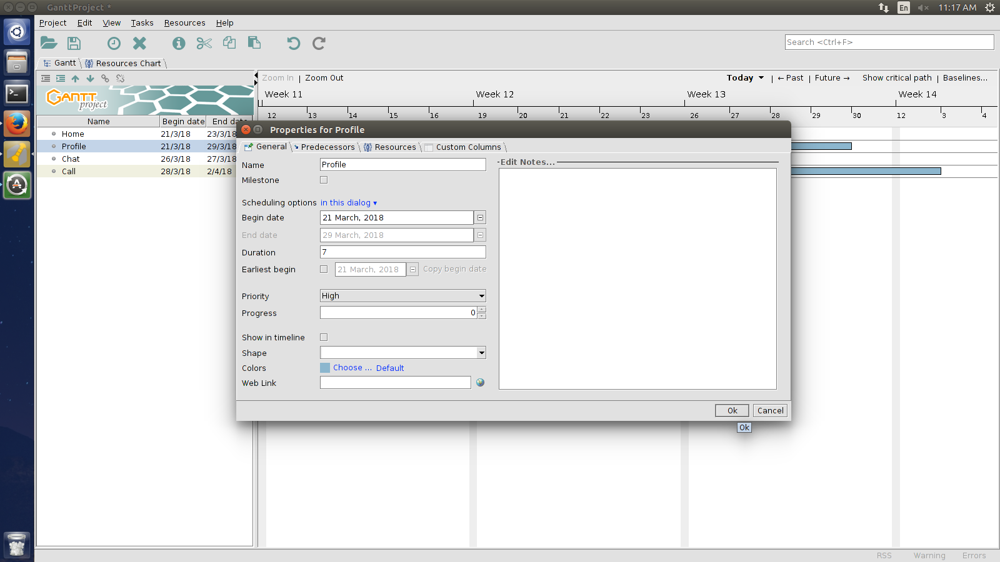 GanttProject *
En
11:17 AM
Project Edit View Tasks Resources Help
Search <Ctrl+F>
Gantt Resources Chart
Zoom In | Zoom Out
Today | ← Past | Future → Show critical path | Baselines...
GANTT project
Week 11 Week 12 Week 13 Week 14
12 13 14 15 16 19 20 21 22 23 26 27 28 29 30 12 3 4
Name Begin date End date
Home 21/3/18 23/3/18
Profile 21/3/18 29/3/18
Chat 26/3/18 27/3/18
Call 28/3/18 2/4/18
Properties for Profile
General Predecessors Resources Custom Columns
Name Profile
Milestone
Scheduling options in this dialog
Begin date 21 March, 2018
End date 29 March, 2018
Duration 7
Earliest begin 21 March, 2018 Copy begin date
Priority High
Progress 0
Show in timeline
Shape
Colors Choose ... Default
Web Link
Edit Notes...
Ok Cancel
Ok
RSS Warning Errors